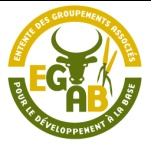 ENTENTE DES GROUPEMENTS ASSOCIÉS
EGAB
POUR LE DÉVELOPPEMENT À LA BASE